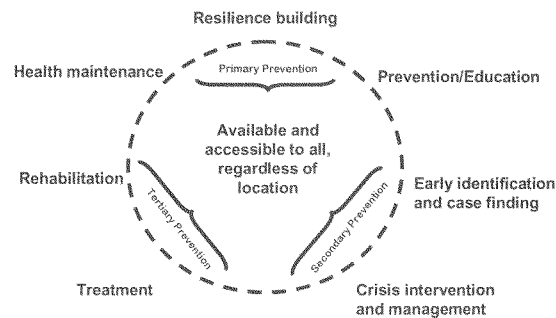 Resilience building
Health maintenance
Primary Prevention
Prevention/Education
Available and
accessible to all,
regardless of
location
Rehabilitation
Tertiary Prevention
Secondary Prevention
Early identification
and case finding
Treatment
Crisis intervention
and management